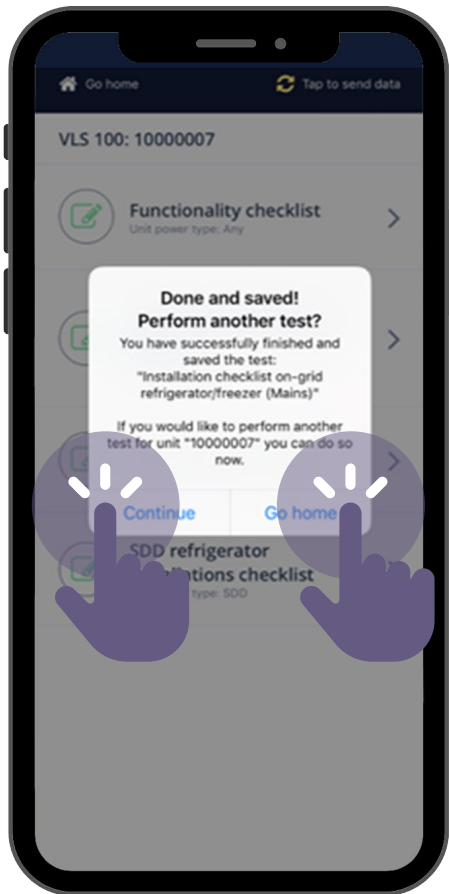 Go home
Tap to send data
VLS 100: 10000007
Functionality checklist
Unit power type: Any
Done and saved!
Perform another test?
You have successfully finished and
saved the test:
"Installation checklist on-grid
refrigerator/freezer (Mains)"
If you would like to perform another
test for unit "10000007" you can do so
now.
Continue
Go home
SDD refrigerator
ations checklist
type: SDD